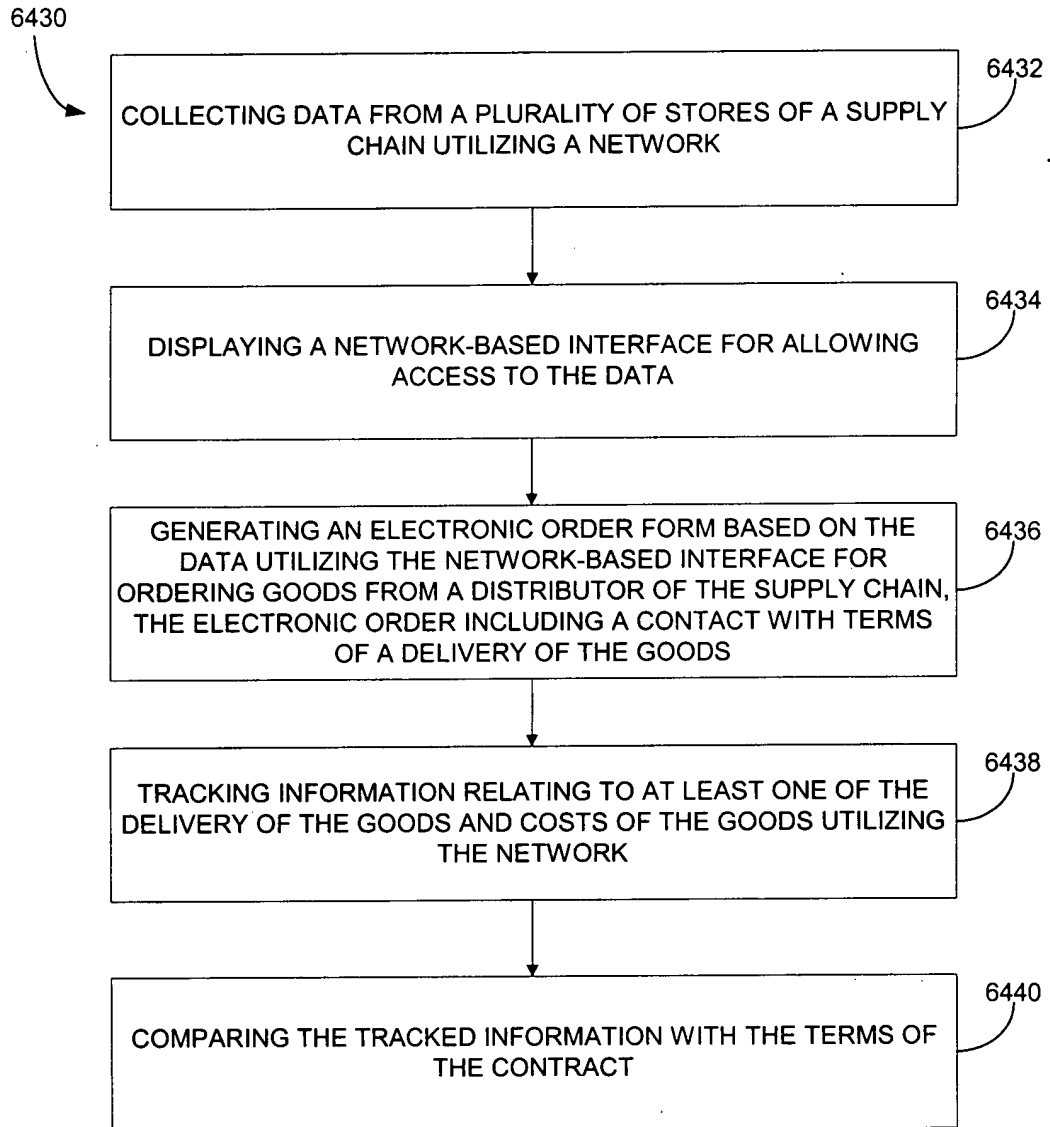 6430
6432
COLLECTING DATA FROM A PLURALITY OF STORES OF A SUPPLY
CHAIN UTILIZING A NETWORK
6434
DISPLAYING A NETWORK-BASED INTERFACE FOR ALLOWING
ACCESS TO THE DATA
6436
GENERATING AN ELECTRONIC ORDER FORM BASED ON THE
DATA UTILIZING THE NETWORK-BASED INTERFACE FOR
ORDERING GOODS FROM A DISTRIBUTOR OF THE SUPPLY CHAIN,
THE ELECTRONIC ORDER INCLUDING A CONTACT WITH TERMS
OF A DELIVERY OF THE GOODS
6438
TRACKING INFORMATION RELATING TO AT LEAST ONE OF THE
DELIVERY OF THE GOODS AND COSTS OF THE GOODS UTILIZING
THE NETWORK
6440
COMPARING THE TRACKED INFORMATION WITH THE TERMS OF
THE CONTRACT